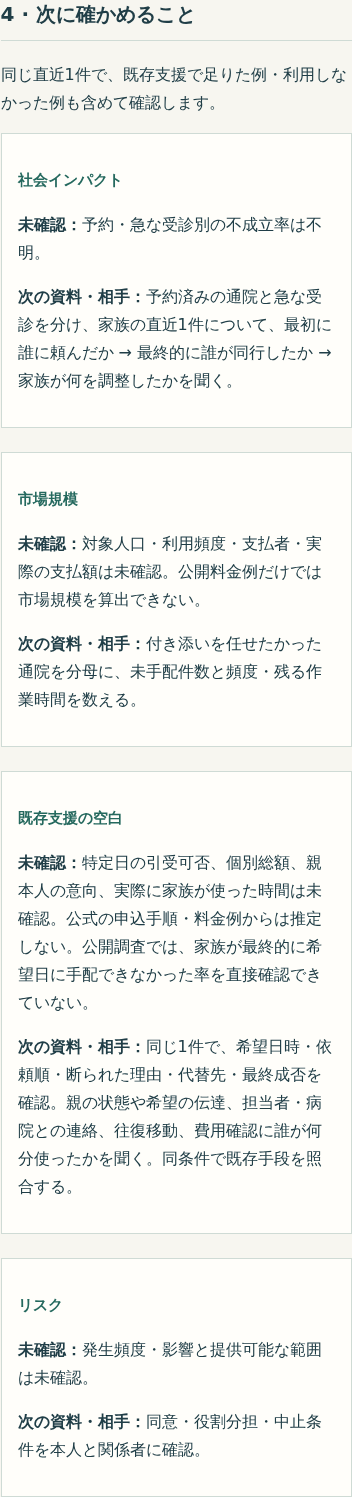 4・次に確かめること
同じ直近1件で、既存支援で足りた例・利用しな
かった例も含めて確認します。
社会インパクト
未確認：予約・急な受診別の不成立率は不
明。
次の資料・相手：予約済みの通院と急な受
診を分け、家族の直近1件について、最初に
誰に頼んだか → 最終的に誰が同行したか →
家族が何を調整したかを聞く。
市場規模
未確認：対象人口・利用頻度・支払者・実
際の支払額は未確認。公開料金例だけでは
市場規模を算出できない。
次の資料・相手：付き添いを任せたかった
通院を分母に、未手配件数と頻度・残る作
業時間を数える。
既存支援の空白
未確認：特定日の引受可否、個別総額、親
本人の意向、実際に家族が使った時間は未
確認。公式の申込手順・料金例からは推定
しない。公開調査では、家族が最終的に希
望日に手配できなかった率を直接確認でき
ていない。
次の資料・相手：同じ1件で、希望日時・依
頼順・断られた理由・代替先・最終成否を
確認。親の状態や希望の伝達、担当者・病
院との連絡、往復移動、費用確認に誰が何
分使ったかを聞く。同条件で既存手段を照
合する。
リスク
未確認：発生頻度・影響と提供可能な範囲
は未確認。
次の資料・相手：同意・役割分担・中止条
件を本人と関係者に確認。